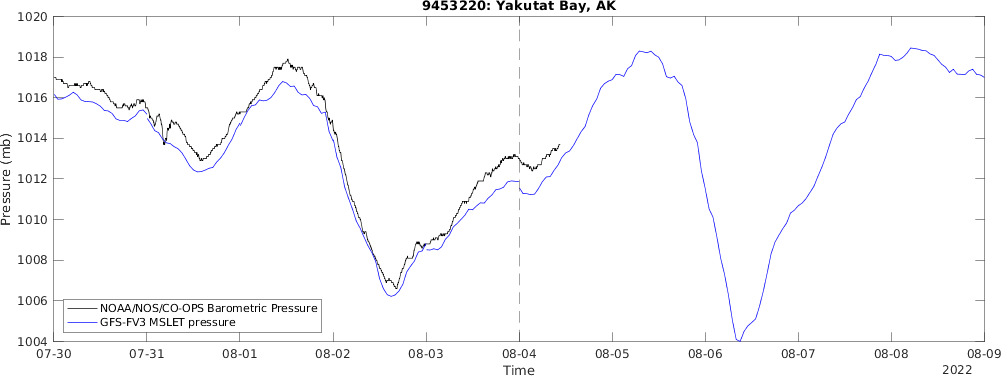 9453220: Yakutat Bay, AK
Pressure (mb)
1020
1018
1016
1014
1012
1010
1008
1006
1004
NOAA/NOS/CO-OPS Barometric Pressure
GFS-FV3 MSLET pressure
07-30 07-31 08-01 08-02 08-03 08-04 08-05 08-06 08-07 08-08 08-09
Time
2022